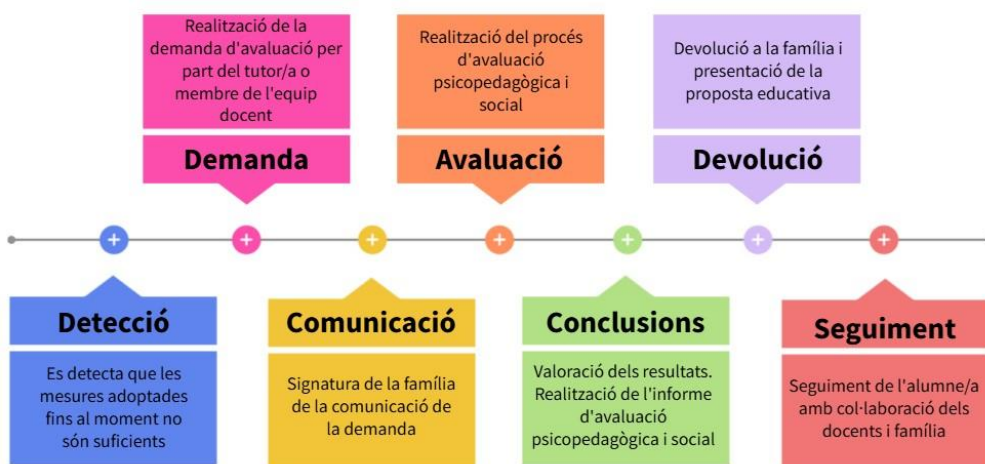 Realització de la
demanda d'avaluació per
part del tutor/a o
membre de l'equip
docent
Demanda
Realització del procés
d'avaluació
psicopedagògica i
social
Avaluació
Devolució a la família i
presentació de la
proposta educativa
Devolució
Detecció
Es detecta que les
mesures adoptades
fins al moment no
són suficients
Comunicació
Signatura de la família
de la comunicació de
la demanda
Conclusions
Valoració dels resultats.
Realització de l'informe
d'avaluació
psicopedagògica i social
Seguiment
Seguiment de l'alumne/a
amb col·laboració dels
docents i família